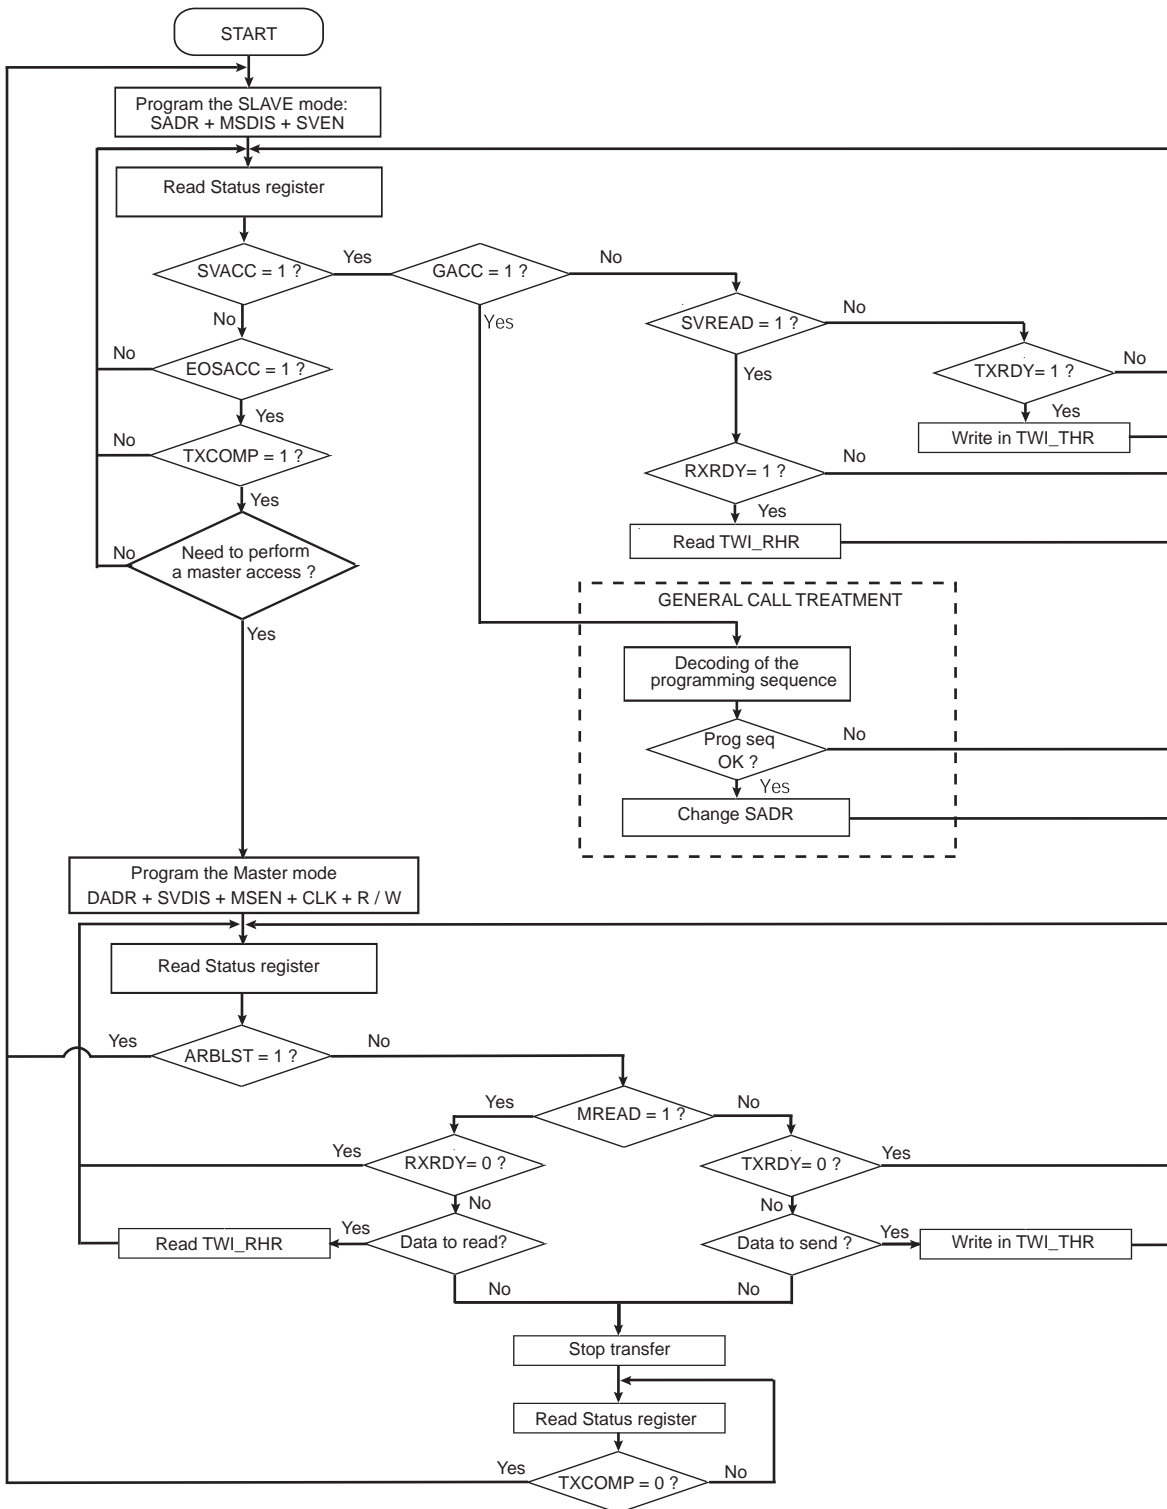 START
Program the SLAVE mode:
SADR + MSDIS + SVEN
Read Status register
SVACC = 1 ?
Yes
GACC = 1 ?
No
No
Yes
SVREAD = 1 ?
No
No
EOSACC = 1 ?
Yes
TXRDY= 1 ?
No
Yes
Yes
Write in TWI_THR
No
TXCOMP = 1 ?
Yes
RXRDY= 1 ?
No
Yes
Read TWI_RHR
No
Need to perform
a master access ?
Yes
GENERAL CALL TREATMENT
Decoding of the
programming sequence
Prog seq
OK ?
No
Yes
Change SADR
Program the Master mode
DADR + SVDIS + MSEN + CLK + R / W
Read Status register
Yes
ARBLST = 1 ?
No
Yes
MREAD = 1 ?
No
Yes
RXRDY= 0 ?
TXRDY= 0 ?
Yes
No
No
Read TWI_RHR
Yes
Data to read?
Data to send ?
Yes
Write in TWI_THR
No
No
Stop transfer
Read Status register
Yes
TXCOMP = 0 ?
No